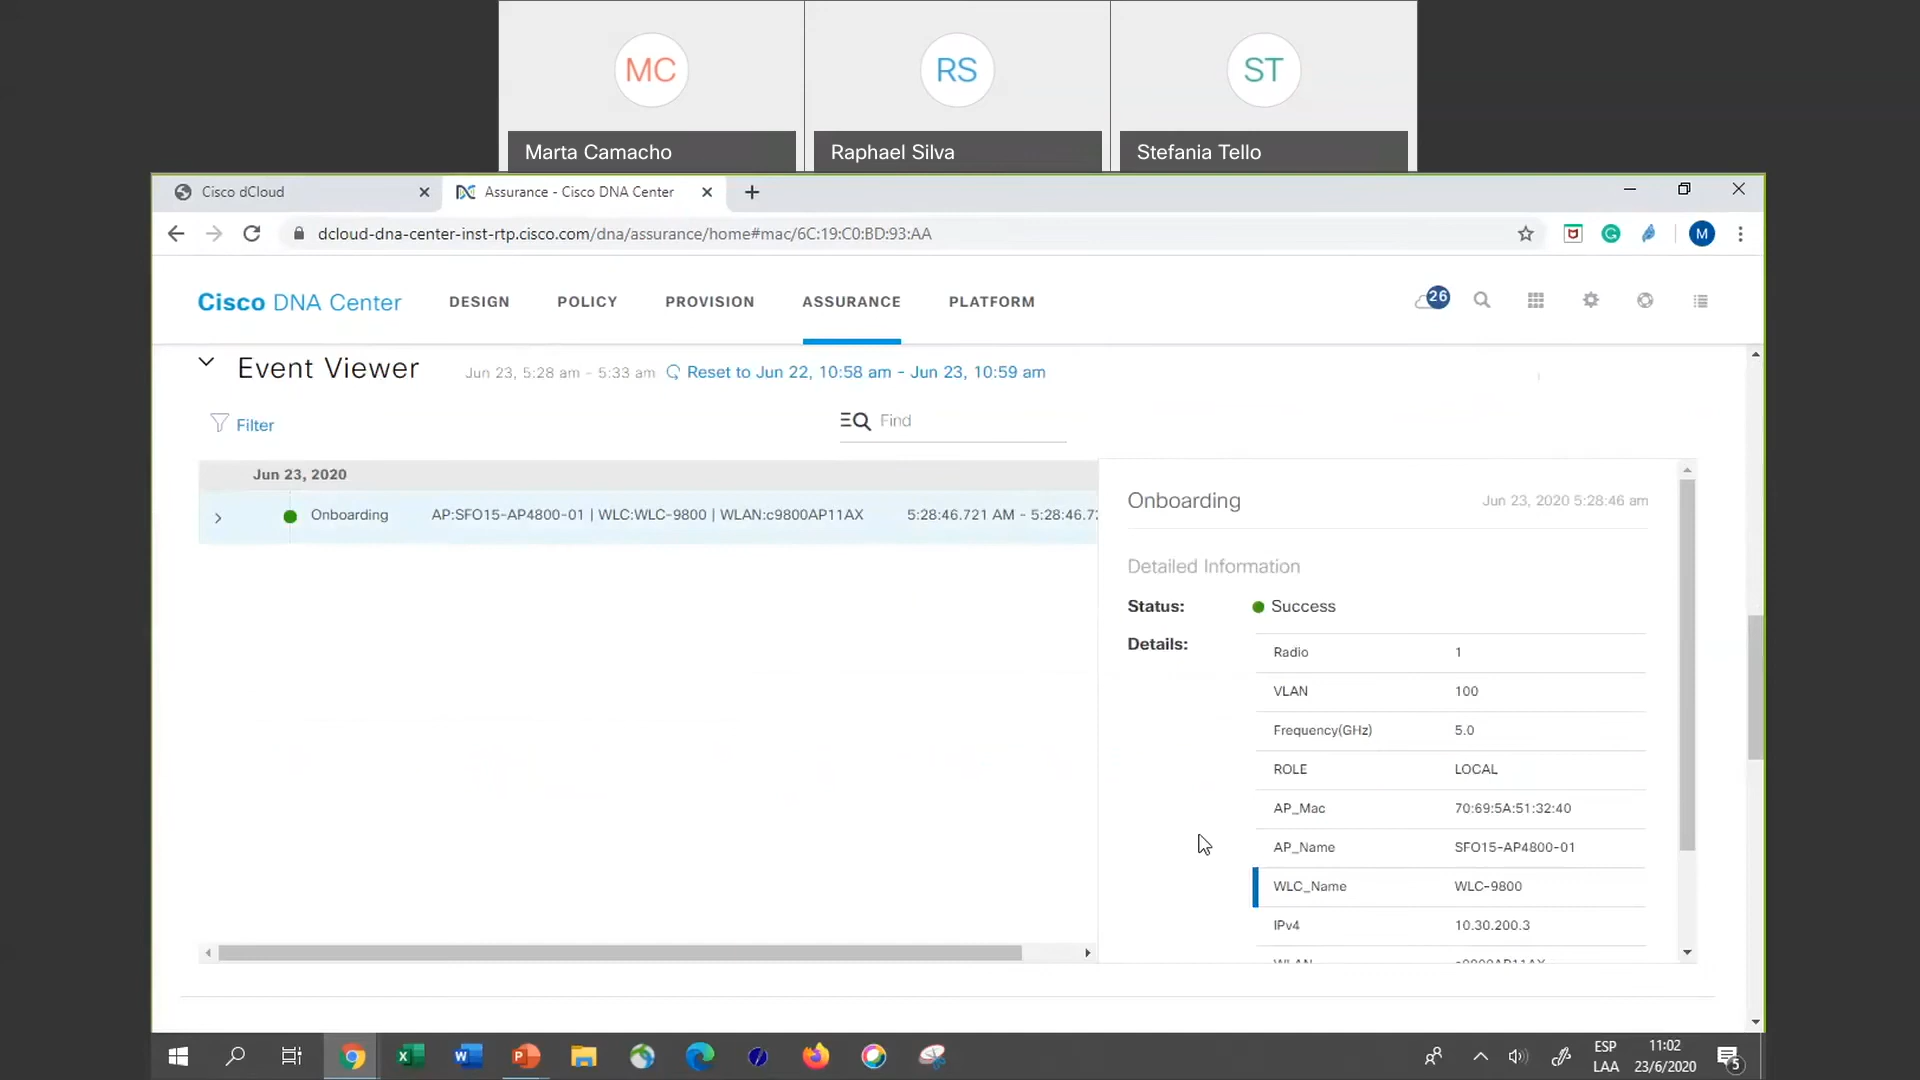 MC
RS
ST
Marta Camacho
Raphael Silva
Stefania Tello
Cisco dCloud
Assurance - Cisco DNA Center
dcloud-dna-center-inst-rtp.cisco.com/dna/assurance/home#mac/6C:19:C0:BD:93:AA
M
Cisco DNA Center
DESIGN
POLICY
PROVISION
ASSURANCE
PLATFORM
26
Event Viewer
Jun 23, 5:28 am - 5:33 am
Reset to Jun 22, 10:58 am - Jun 23, 10:59 am
Filter
Find
Jun 23, 2020
Onboarding AP:SFO15-AP4800-01 | WLC:WLC-9800 | WLAN:c9800AP11AX 5:28:46.721 AM - 5:28:46.72
Onboarding
Jun 23, 2020 5:28:46 am
Detailed Information
Status: Success
Details:
Radio 1
VLAN 100
Frequency(GHz) 5.0
ROLE LOCAL
AP_Mac 70:69:5A:51:32:40
AP_Name SFO15-AP4800-01
WLC_Name WLC-9800
IPv4 10.30.200.3
WLAN c9800AP11AX
ESP
LAA
11:02
23/6/2020
5